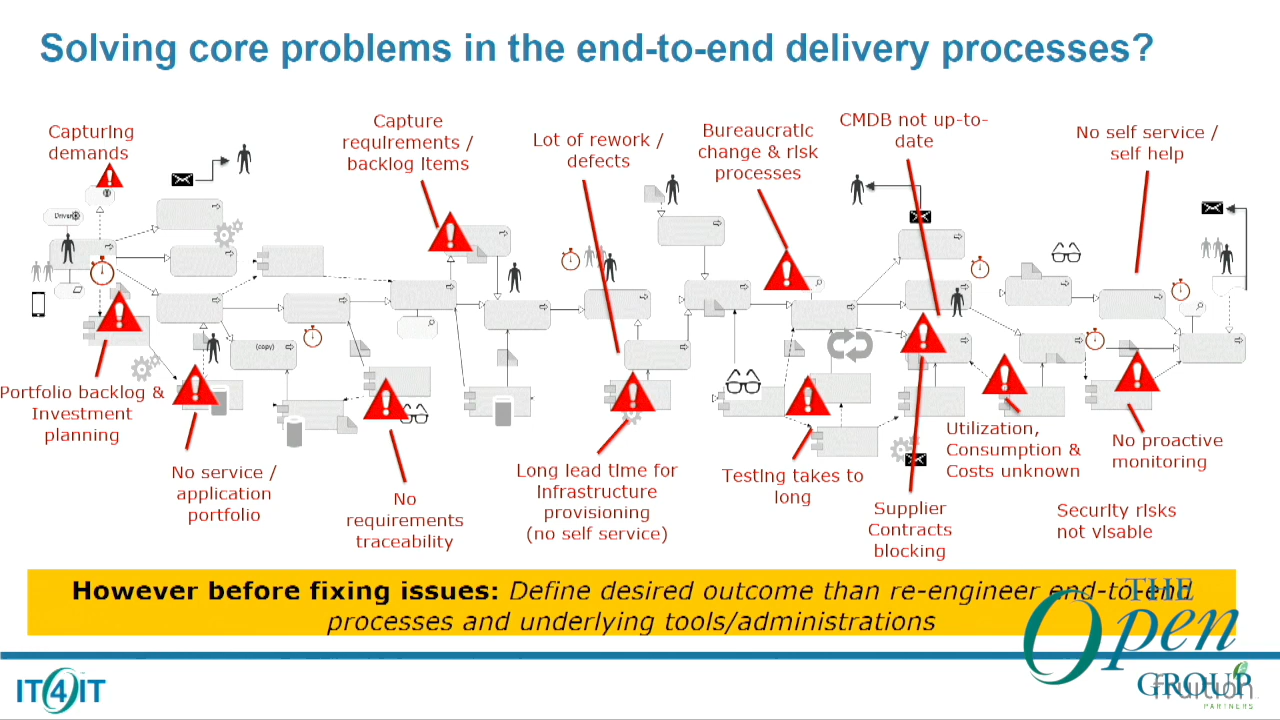 Solving core problems in the end-to-end delivery processes?
Capturing
demands
Capture
requirements /
backlog items
Lot of rework /
defects
Bureaucratic
change & risk
processes
CMDB not up-to-
date
No self service /
self help
Driver
(copy)
Portfolio backlog &
Investment
planning
No service /
application
portfolio
No
requirements
traceability
Long lead time for
infrastructure
provisioning
(no self service)
Testing takes to
long
Supplier
Contracts
blocking
Utilization,
Consumption &
Costs unknown
No proactive
monitoring
Security risks
not visable
However before fixing issues: Define desired outcome than re-engineer end-to-end
processes and underlying tools/administrations
IT4IT
THE
Open
GROUP
fruition
PARTNERS